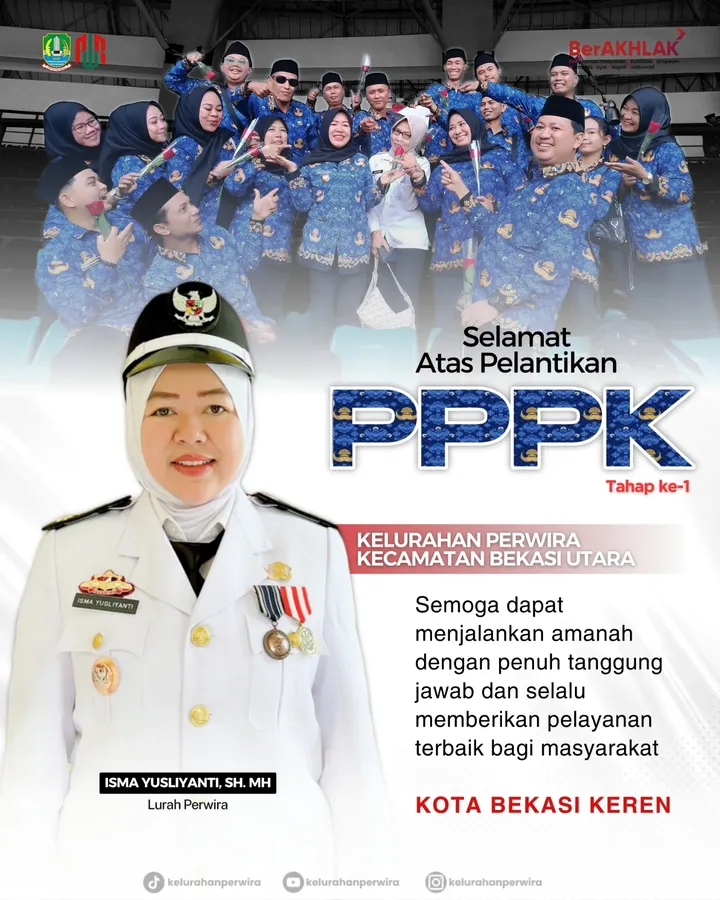 BerAKHLAK
Selamat
Atas Pelantikan
PPPK
Tahap ke-1
KELURAHAN PERWIRA
KECAMATAN BEKASI UTARA
Semoga dapat
menjalankan amanah
dengan penuh tanggung
jawab dan selalu
memberikan pelayanan
terbaik bagi masyarakat
KOTA BEKASI KEREN
ISMA YUSLIYANTI
ISMA YUSLIYANTI, SH. MH
Lurah Perwira
kelurahanperwira
kelurahanperwira
kelurahanperwira